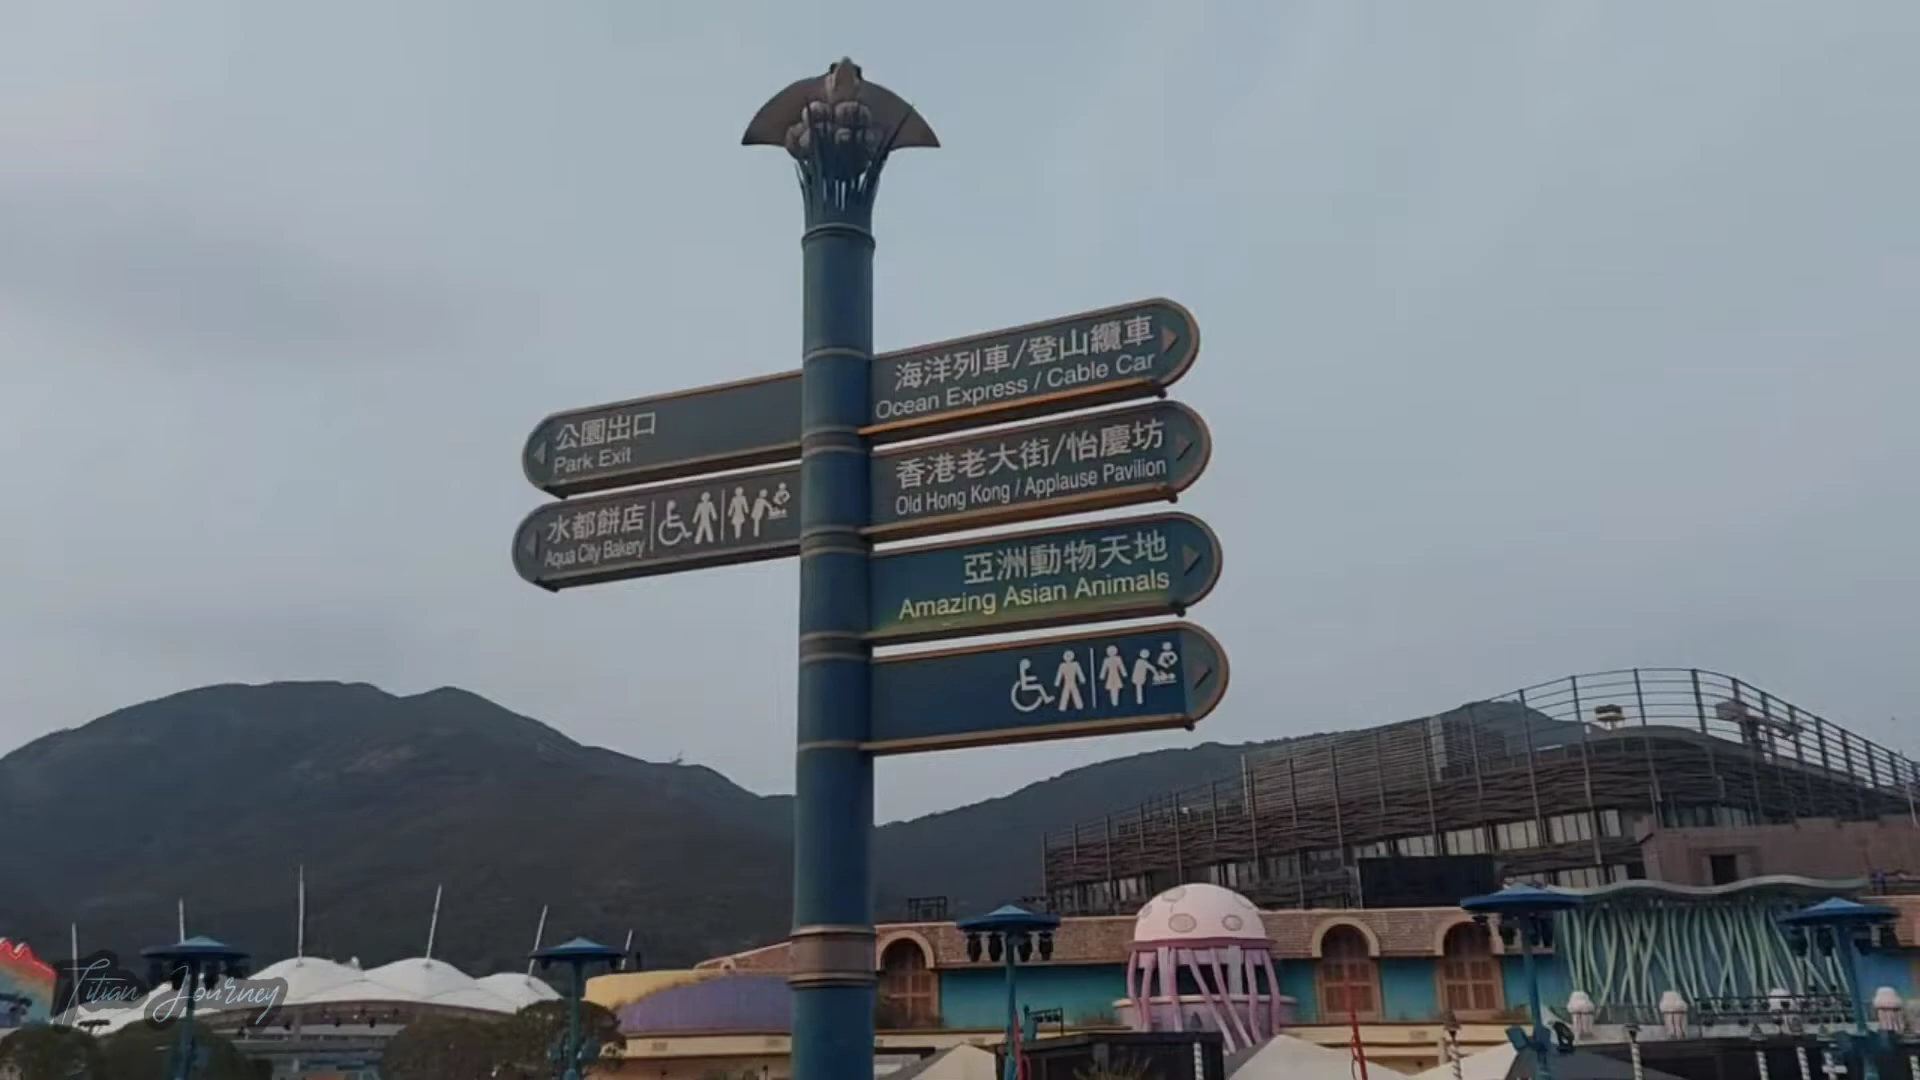 公園出口
Park Exit
水都餅店
Aqua City Bakery
海洋列車/登山纜車
Ocean Express / Cable Car
香港老大街/怡慶坊
Old Hong Kong / Applause Pavilion
亞洲動物天地
Amazing Asian Animals
Titian Journey